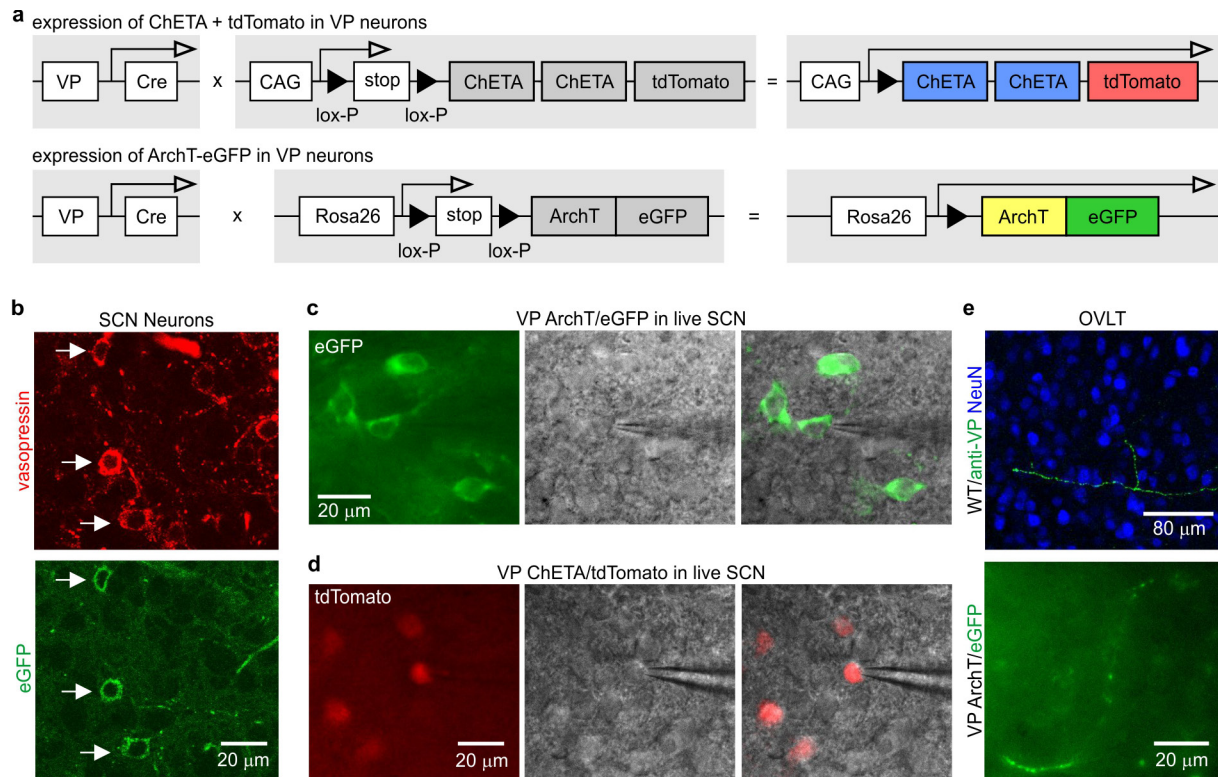 a
expression of ChETA + tdTomato in VP neurons
VP Cre x CAG stop ChETA ChETA tdTomato = CAG ChETA ChETA tdTomato
lox-P lox-P
expression of ArchT-eGFP in VP neurons
VP Cre x Rosa26 stop ArchT eGFP = Rosa26 ArchT eGFP
lox-P lox-P
b
SCN Neurons
vasopressin
eGFP
20 μm
c
VP ArchT/eGFP in live SCN
eGFP
20 μm
d
VP ChETA/tdTomato in live SCN
tdTomato
20 μm
20 μm
e
OVLT
WT/anti-VP NeuN
80 μm
VP ArchT/eGFP
20 μm